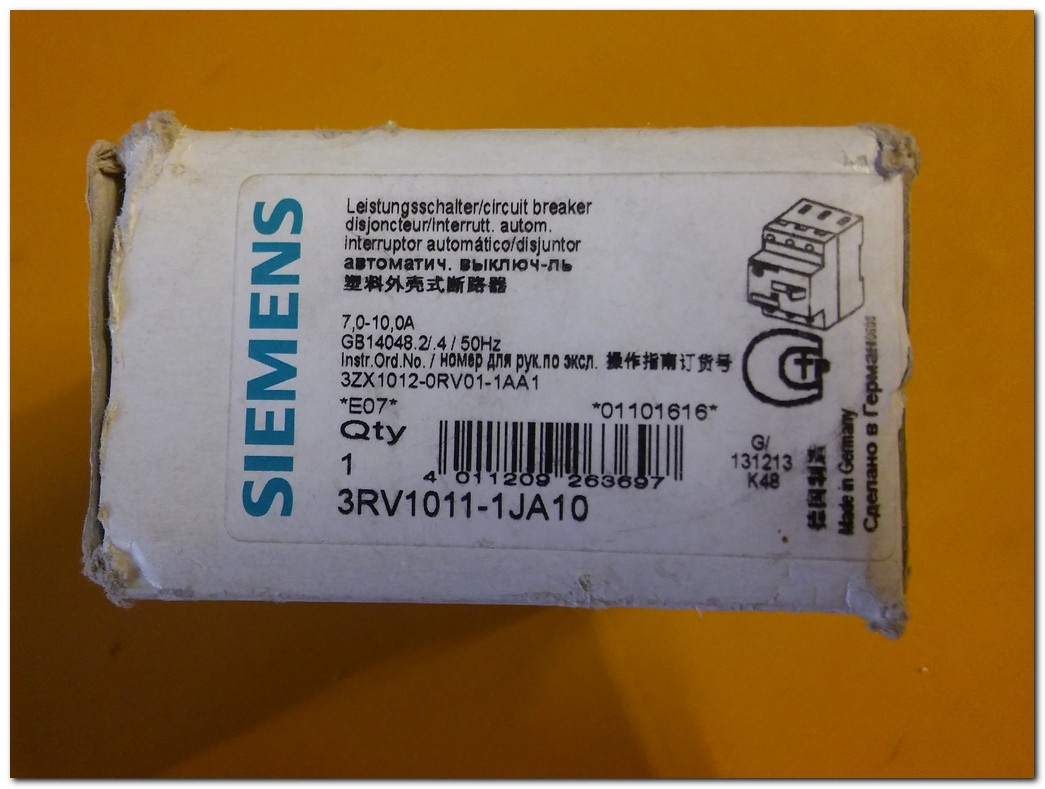 SIEMENS
Leistungsschalter/circuit breaker
disjoncteur/Interrutt. autom.
interruptor automático/disjuntor
автоматич. выключ-ль
塑料外壳式断路器
7,0-10,0A
GB14048.2/.4 / 50Hz
Instr.Ord.No. / номер для рук.по эксл. 操作指南订货号
3ZX1012-0RV01-1AA1
*E07* *01101616*
Qty
1
4 011209 263697
3RV1011-1JA10
G/
131213
K48
德国制造
Made in Germany
Сделано в Германии